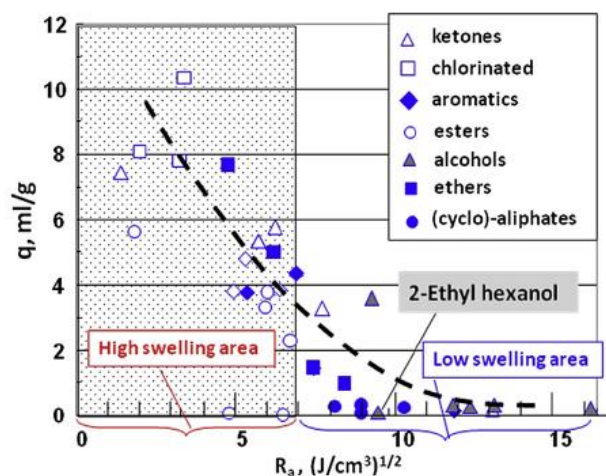 12
10
8
6
4
2
0
q, ml/g
ketones
chlorinated
aromatics
esters
alcohols
ethers
(cyclo)-aliphates
2-Ethyl hexanol
High swelling area
Low swelling area
0 5 10 15
Rₐ, (J/cm³)¹/²